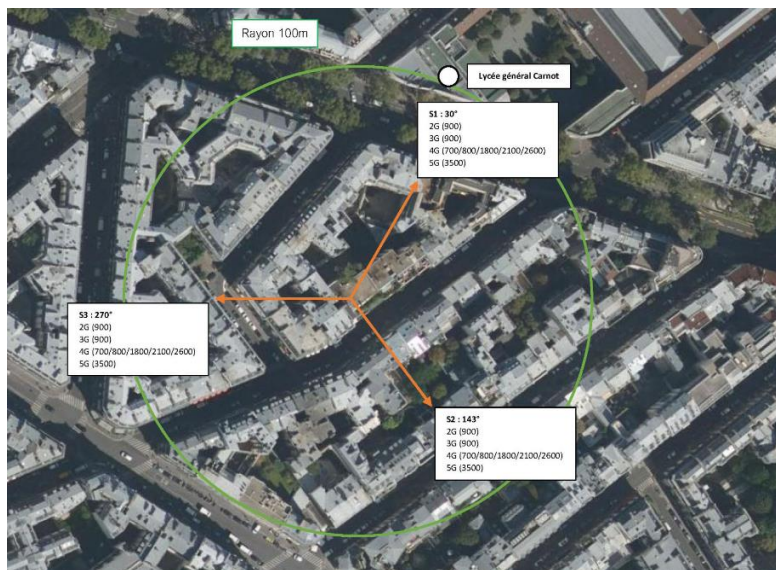 Rayon 100m
Lycée général Carnot
S1 : 30°
2G (900)
3G (900)
4G (700/800/1800/2100/2600)
5G (3500)
S3 : 270°
2G (900)
3G (900)
4G (700/800/1800/2100/2600)
5G (3500)
S2 : 143°
2G (900)
3G (900)
4G (700/800/1800/2100/2600)
5G (3500)